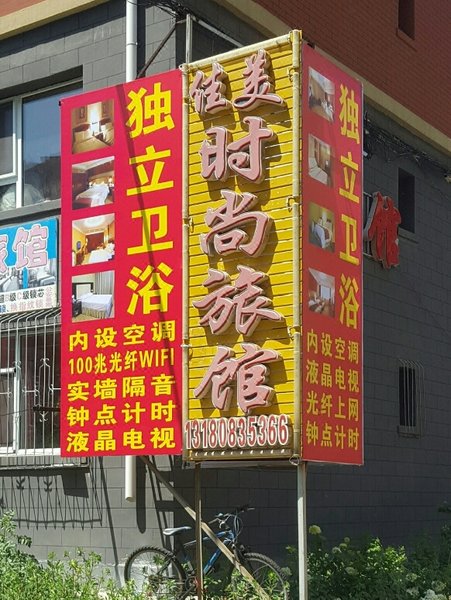 独立卫浴
内设空调
100兆光纤WIFI
实墙隔音
钟点计时
液晶电视
佳美
时尚旅馆
13180835366
独立卫浴
内设空调
液晶电视
光纤上网
钟点计时
旅馆
馆